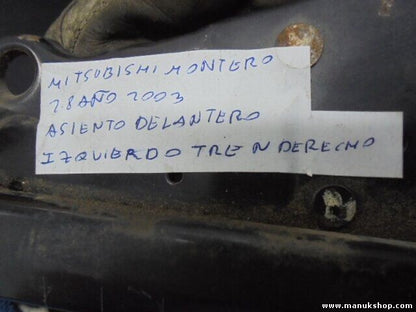 MITSUBISHI MONTERO
2.8 AÑO 2003
ASIENTO DELANTERO
IZQUIERDO TREN DERECHO
www.manukshop.com